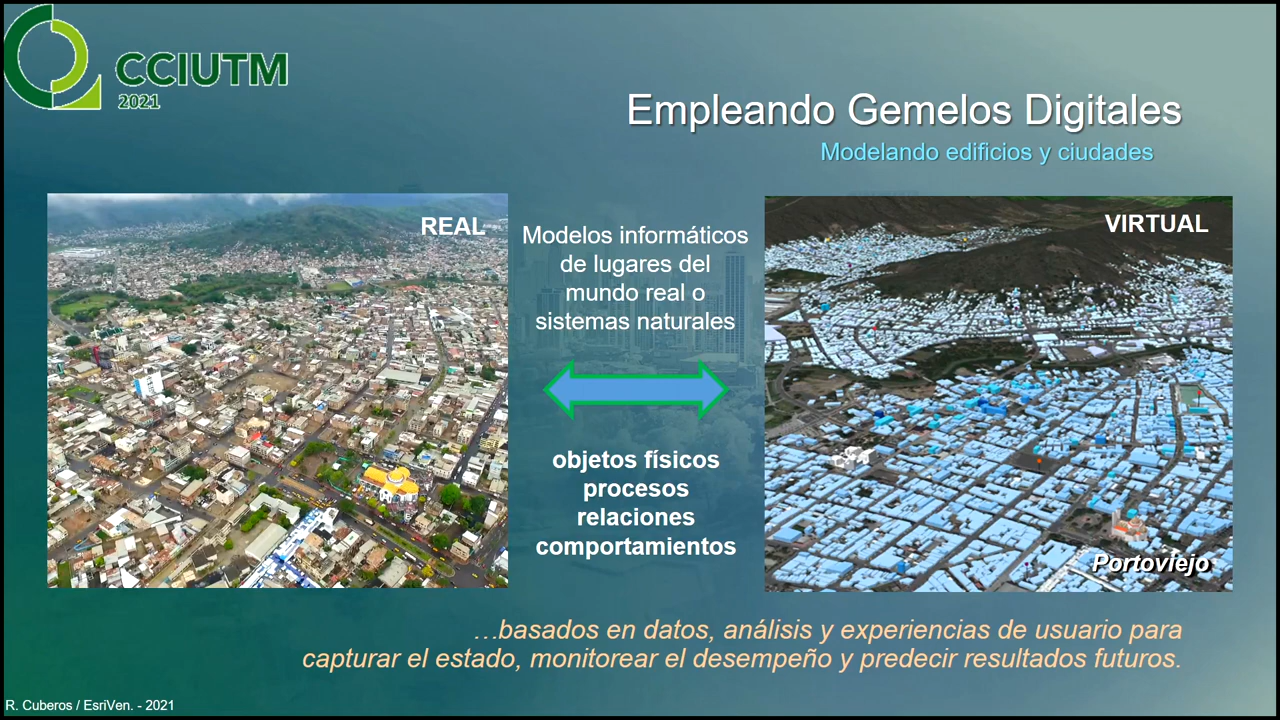 CCIUTM
2021
Empleando Gemelos Digitales
Modelando edificios y ciudades
REAL
Modelos informáticos
de lugares del
mundo real o
sistemas naturales
objetos físicos
procesos
relaciones
comportamientos
VIRTUAL
Portoviejo
…basados en datos, análisis y experiencias de usuario para
capturar el estado, monitorear el desempeño y predecir resultados futuros.
R. Cuberos / EsriVen. - 2021